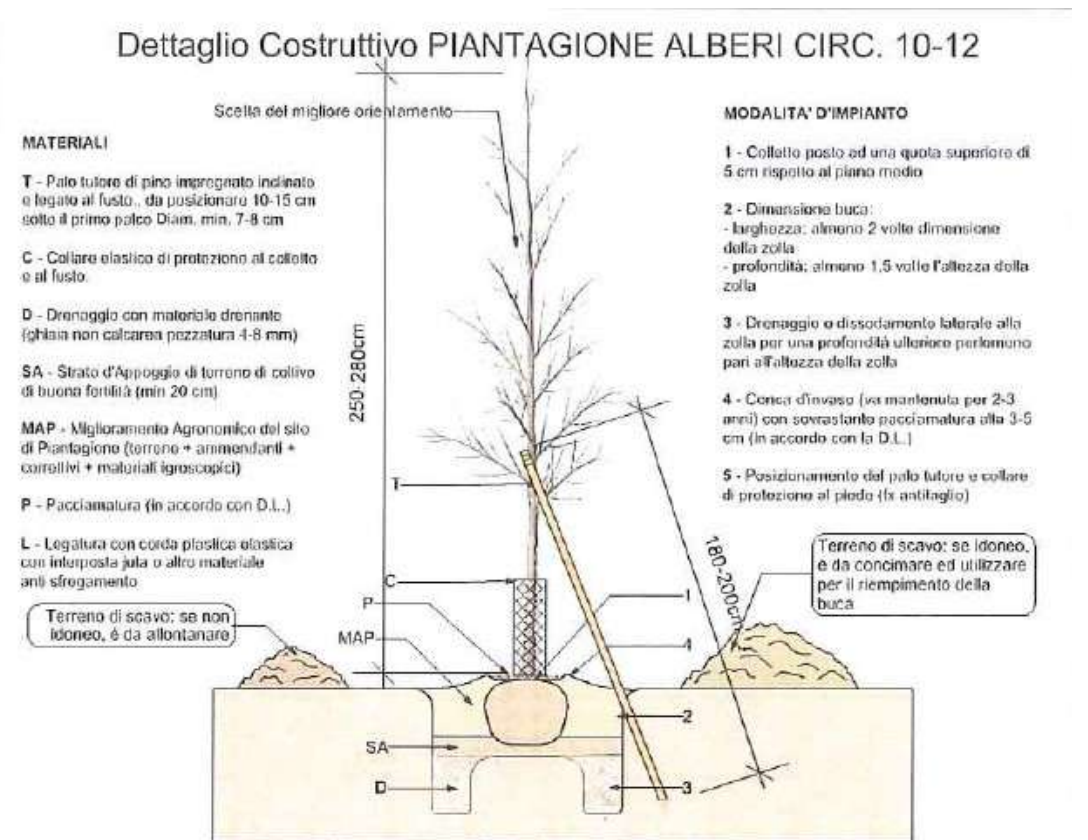 Dettaglio Costruttivo PIANTAGIONE ALBERI CIRC. 10-12
Scelta del migliore orientamento
MATERIALI
T - Palo tutore di pino impregnato inclinato
e legato al fusto., da posizionare 10-15 cm
sotto il primo palco Diam. min. 7-8 cm
C - Collare elastico di protezione al colletto
e al fusto.
D - Drenaggio con materiale drenante
(ghiaia non calcarea pezzatura 4-8 mm)
SA - Strato d'Appoggio di terreno di coltivo
di buona fertilità (min 20 cm)
MAP - Miglioramento Agronomico del sito
di Piantagione (terreno + ammendanti +
correttivi + materiali igroscopici)
P - Pacciamatura (in accordo con D.L.)
L - Legatura con corda plastica elastica
con interposta juta o altro materiale
anti sfregamento
Terreno di scavo: se non
idoneo, é da allontanare
250-280cm
T
C
P
MAP
SA
D
MODALITA' D'IMPIANTO
1 - Colletto posto ad una quota superiore di
5 cm rispetto al piano medio
2 - Dimensione buca:
- larghezza: almeno 2 volte dimensione
della zolla
- profondità: almeno 1,5 volte l'altezza della
zolla
3 - Drenaggio o dissodamento laterale alla
zolla per una profondità ulteriore perlomeno
pari all'altezza della zolla
4 - Conca d'invaso (va mantenuta per 2-3
anni) con sovrastante pacciamatura alta 3-5
cm (in accordo con la D.L.)
5 - Posizionamento del palo tutore e collare
di protezione al piede (fx antitaglio)
Terreno di scavo: se idoneo,
é da concimare ed utilizzare
per il riempimento della
buca
180-200cm
1
4
2
3